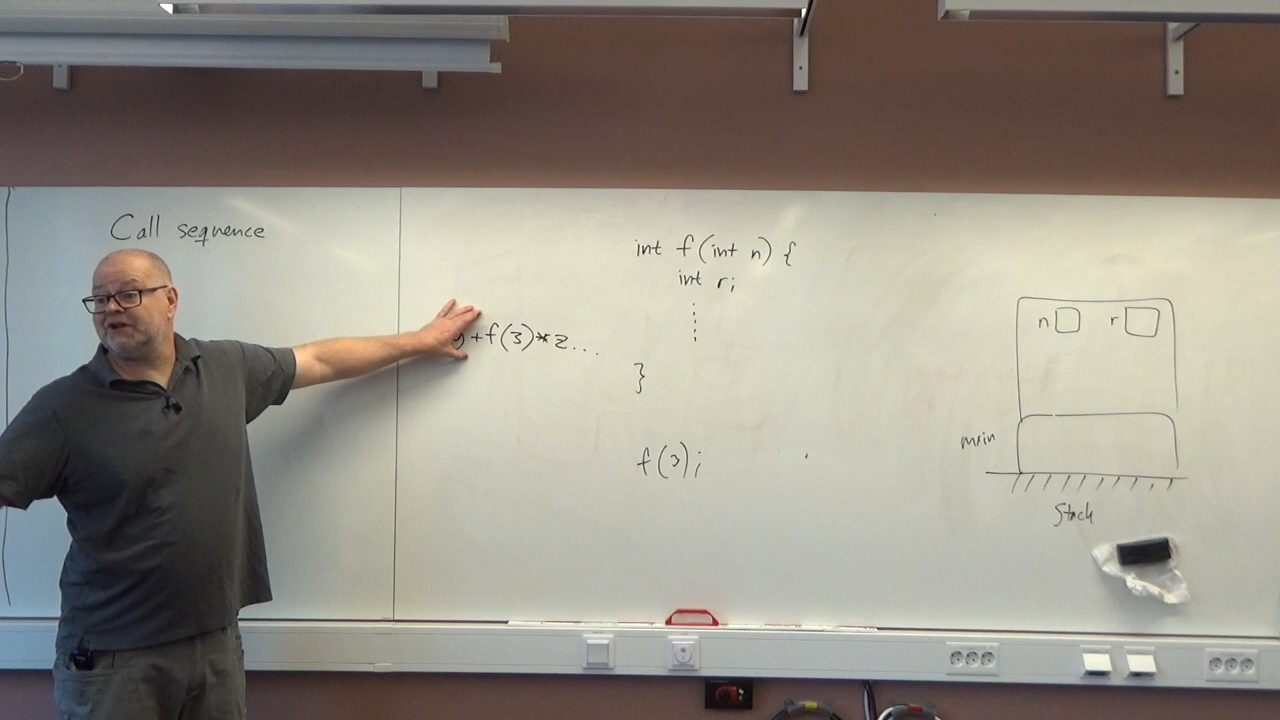 Call sequence
y+f(3)*z...
int f(int n) {
int r;
}
f(3);
n r
main
Stack